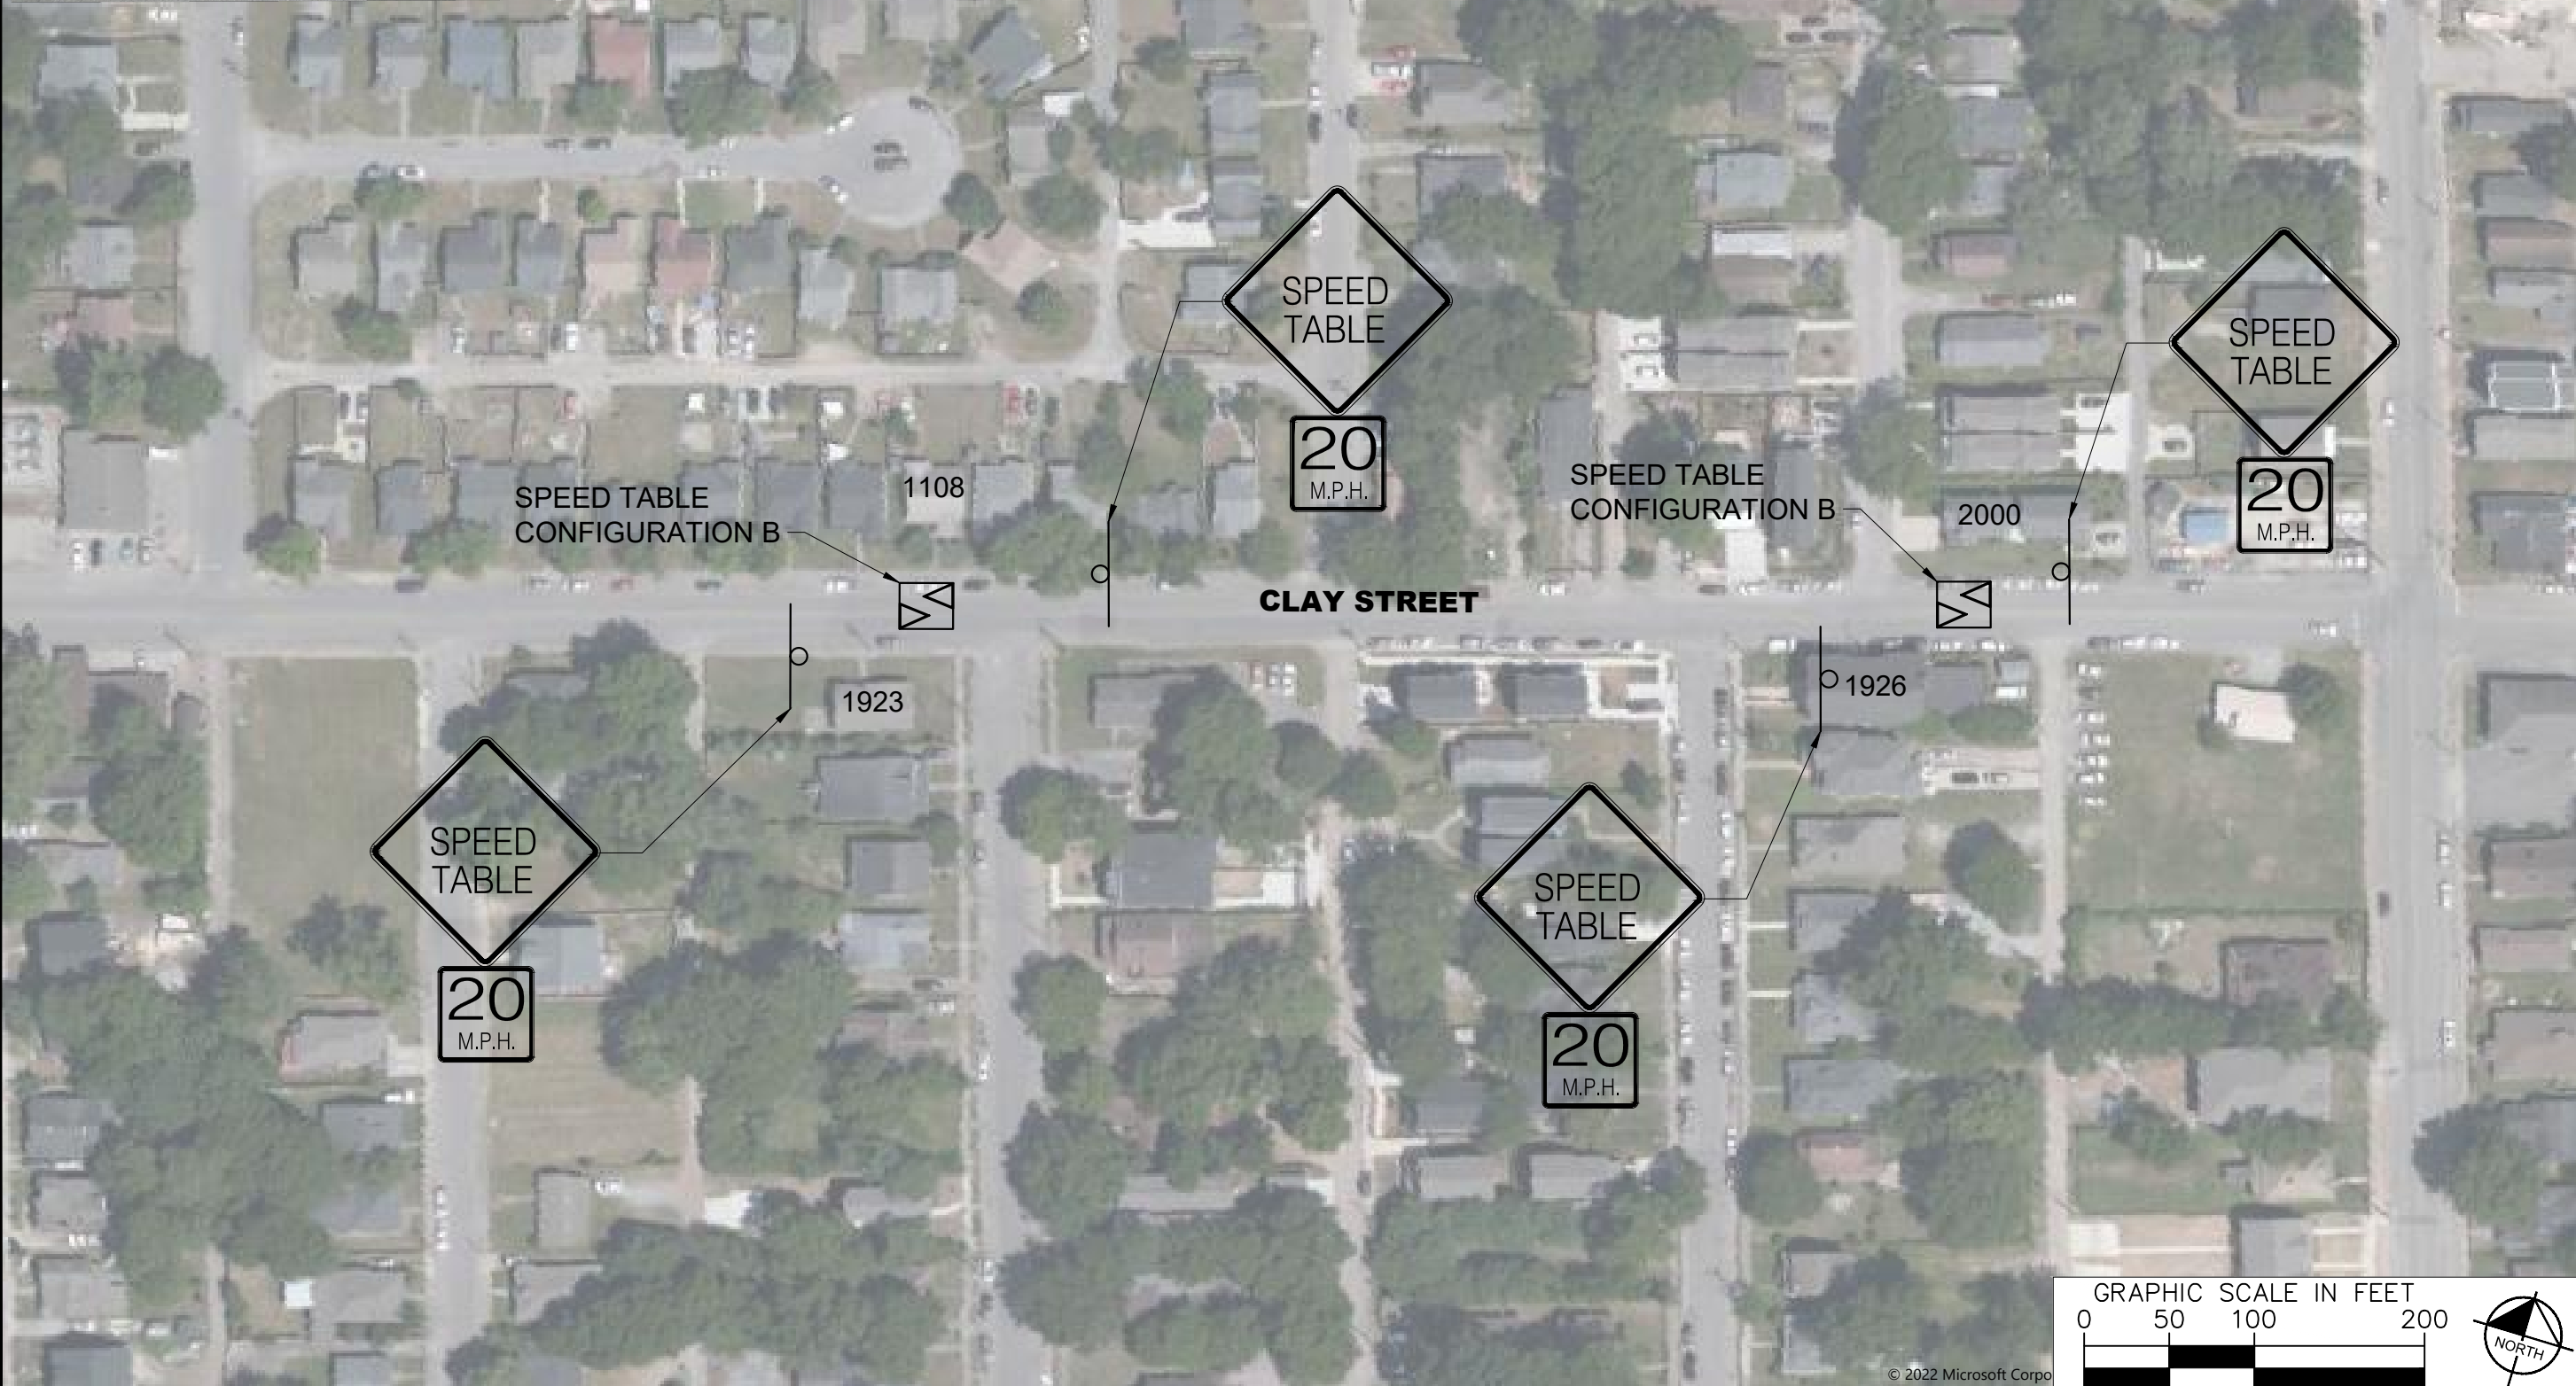 SPEED
TABLE
20
M.P.H.
SPEED
TABLE
20
M.P.H.
SPEED TABLE
CONFIGURATION B
1108
SPEED TABLE
CONFIGURATION B
2000
CLAY STREET
1923
1926
SPEED
TABLE
20
M.P.H.
SPEED
TABLE
20
M.P.H.
GRAPHIC SCALE IN FEET
0 50 100 200
NORTH
© 2022 Microsoft Corpo